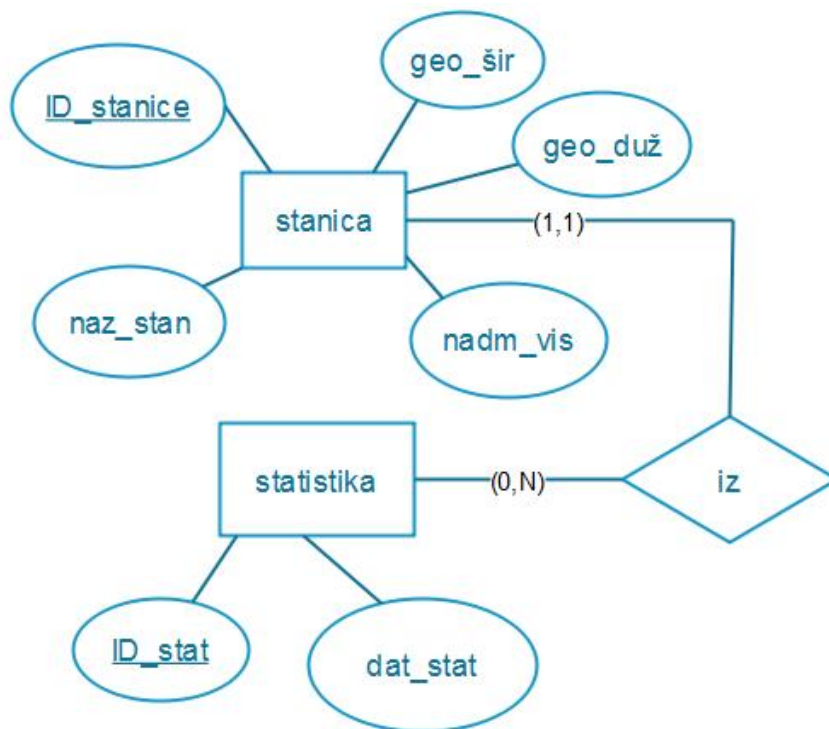 geo_šir
ID_stanice
geo_duž
stanica
(1,1)
naz_stan
nadm_vis
statistika
(0,N)
iz
ID_stat
dat_stat